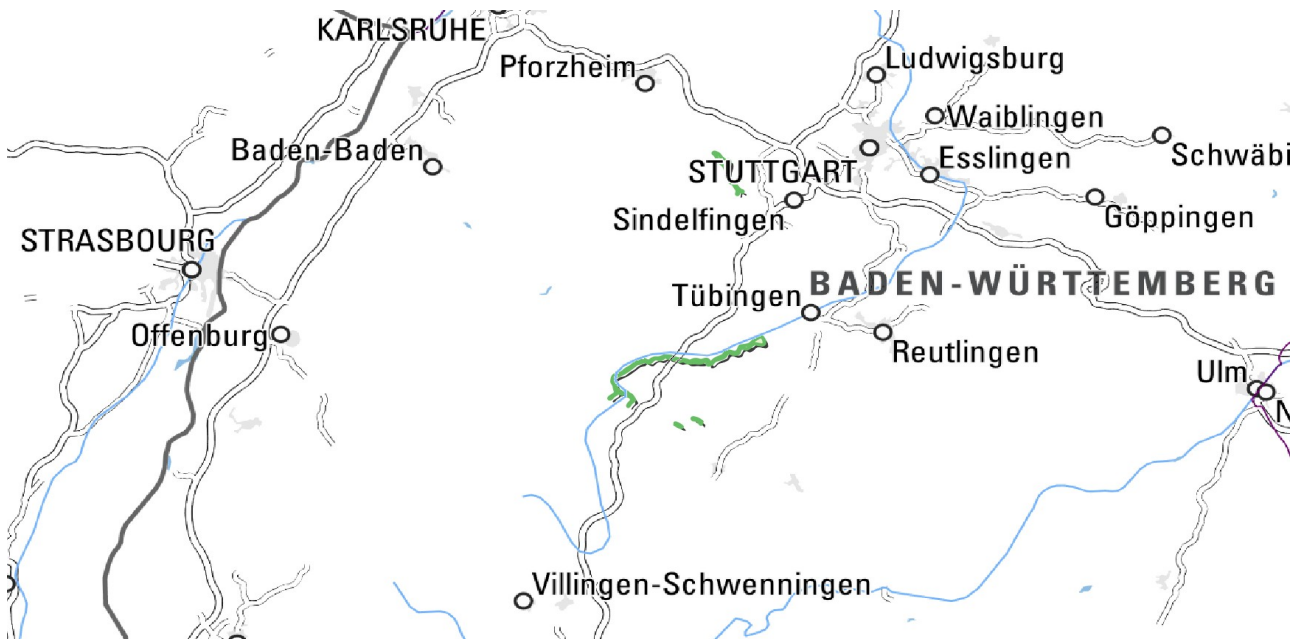 KARLSRUHE
Ludwigsburg
Pforzheim
Waiblingen
Baden-Baden
Schwäbi
Esslingen
STUTTGART
Sindelfingen
Göppingen
STRASBOURG
BADEN-WÜRTTEMBERG
Tübingen
Offenburg
Reutlingen
Ulm
N
Villingen-Schwenningen